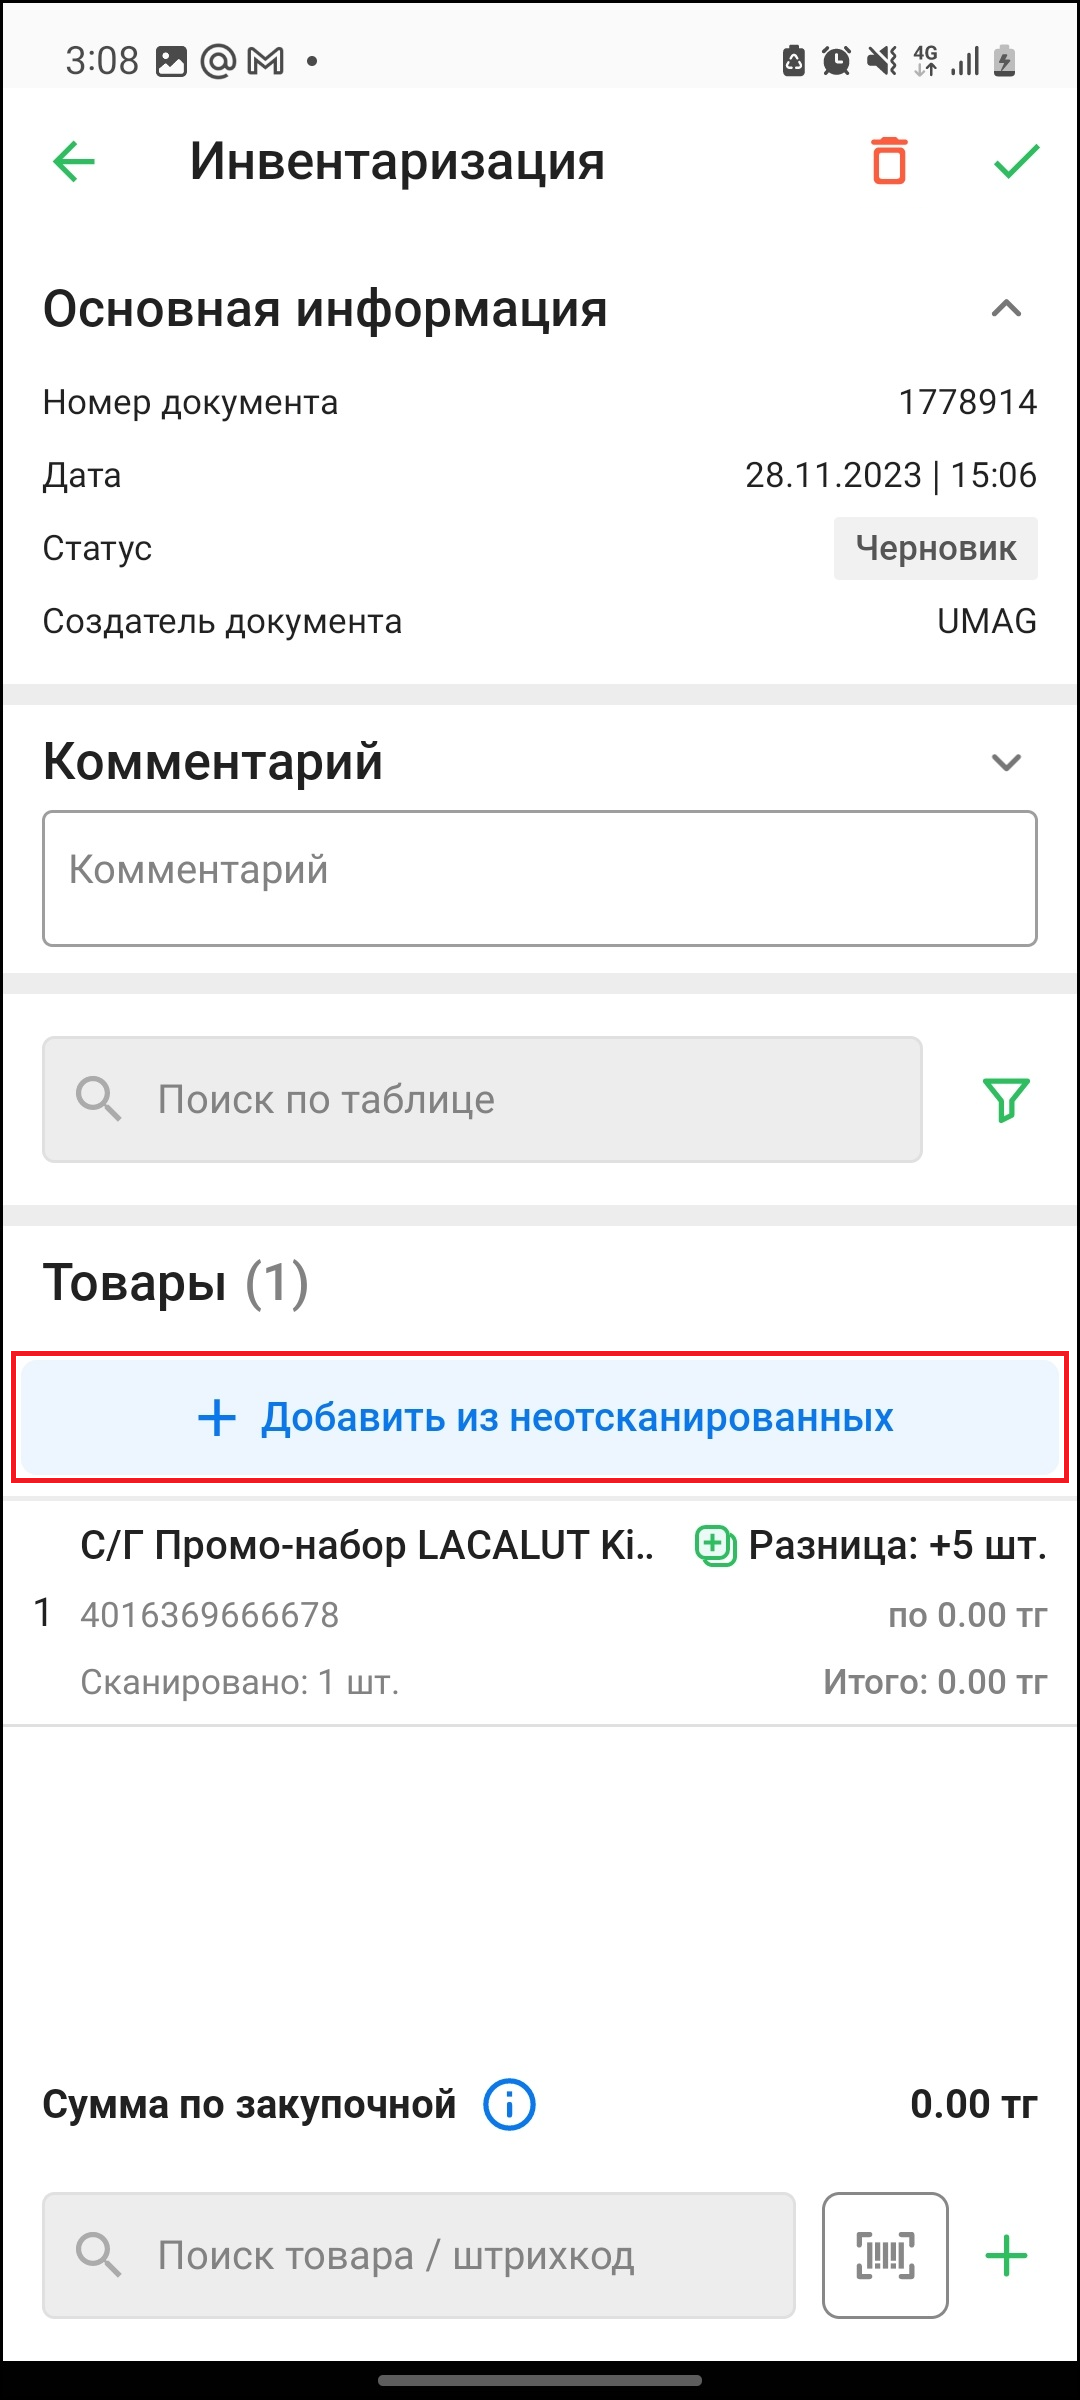 3:08
4G
Инвентаризация
Основная информация
Номер документа 1778914
Дата 28.11.2023 | 15:06
Статус Черновик
Создатель документа UMAG
Комментарий
Комментарий
Поиск по таблице
Товары (1)
+ Добавить из неотсканированных
С/Г Промо-набор LACALUT Ki.. Разница: +5 шт.
1 4016369666678 по 0.00 тг
Сканировано: 1 шт. Итого: 0.00 тг
Сумма по закупочной 0.00 тг
Поиск товара / штрихкод